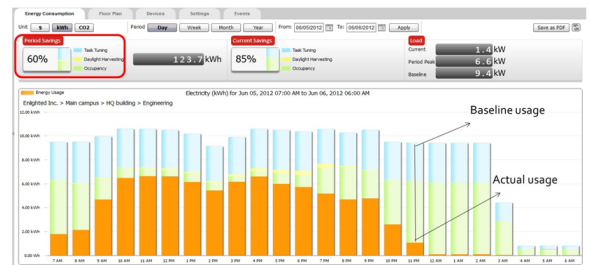 Energy Consumption Floor Plan Devices Settings Events
Unit $ kWh CO2 Period Day Week Month Year From: 06/05/2012 To: 06/06/2012 Apply Save as PDF
Period Savings Current Savings Load
60% Task Tuning Daylight Harvesting Occupancy
123.7 kWh
85% Task Tuning Daylight Harvesting Occupancy
Current 1.4 kW
Period Peak 6.6 kW
Baseline 9.4 kW
Energy Usage Electricity (kWh) for Jun 05, 2012 07:00 AM to Jun 06, 2012 06:00 AM
Enlighted Inc. > Main campus > HQ building > Engineering
Baseline usage
Actual usage
12.00 kWh
10.00 kWh
8.00 kWh
6.00 kWh
4.00 kWh
2.00 kWh
0.00 kWh
7 AM 8 AM 9 AM 10 AM 11 AM 12 PM 1 PM 2 PM 3 PM 4 PM 5 PM 6 PM 7 PM 8 PM 9 PM 10 PM 11 PM 12 AM 1 AM 2 AM 3 AM 4 AM 5 AM 6 AM